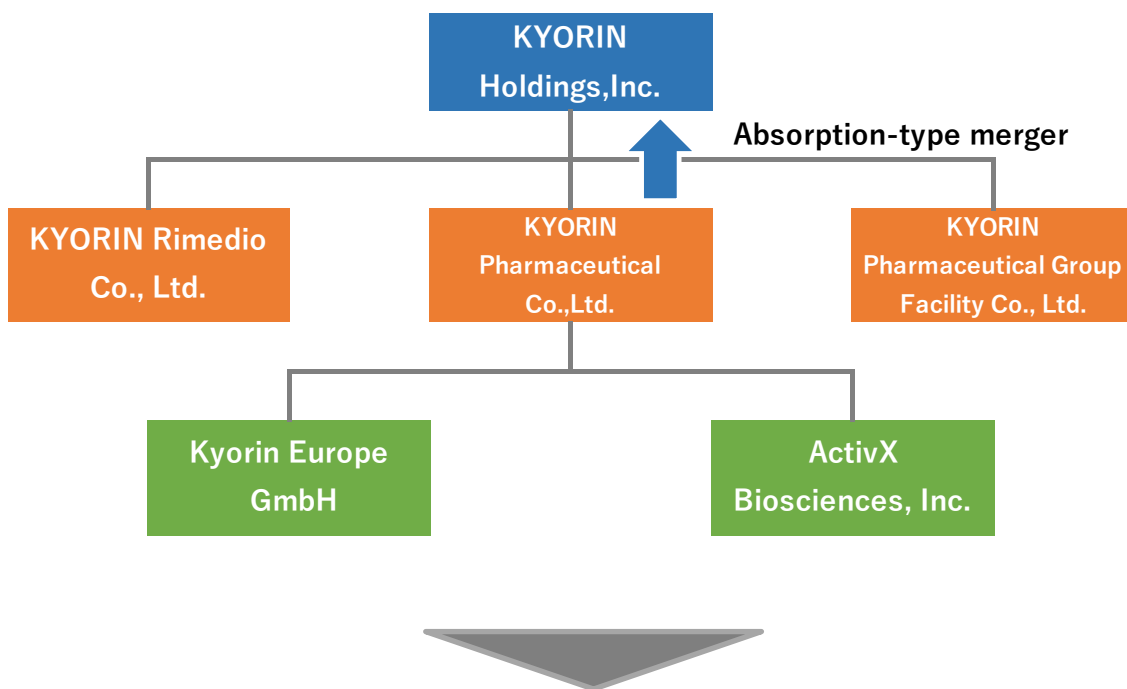 KYORIN
Holdings,Inc.
Absorption-type merger
KYORIN Rimedio
Co., Ltd.
KYORIN
Pharmaceutical
Co.,Ltd.
KYORIN
Pharmaceutical Group
Facility Co., Ltd.
Kyorin Europe
GmbH
ActivX
Biosciences, Inc.